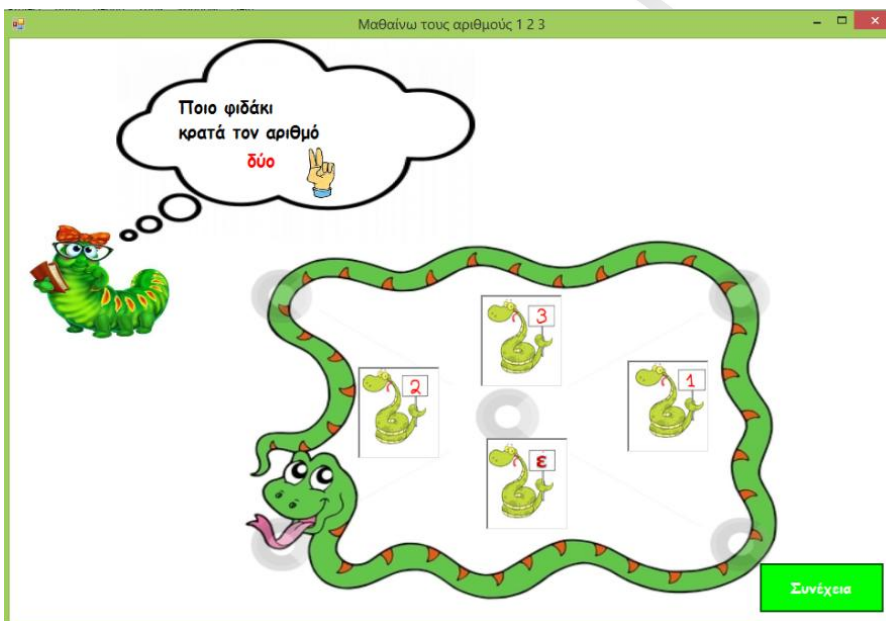 Μαθαίνω τους αριθμούς 1 2 3
Ποιο φιδάκι
κρατά τον αριθμό
δύο
3
2
1
ε
Συνέχεια